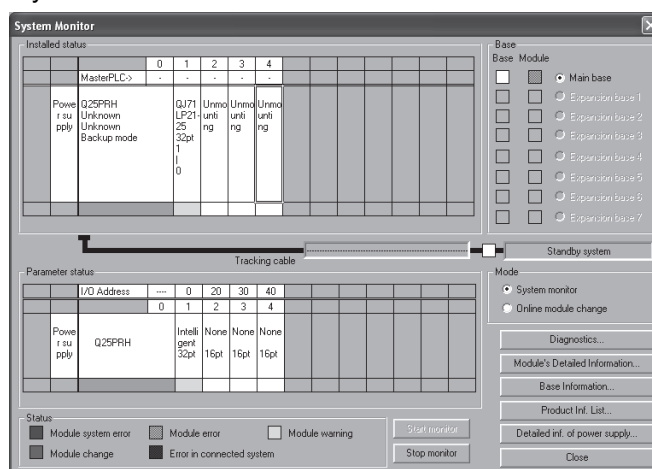 System Monitor
Installed status
0 1 2 3 4
MasterPLC-> - - - - -
Powe Q25PRH QJ71 Unmo Unmo Unmo
r su Unknown LP21- unti unti unti
pply Unknown 25 ng ng ng
Backup mode 32pt
1
|
0
Base
Base Module
Main base
Expansion base 1
Expansion base 2
Expansion base 3
Expansion base 4
Expansion base 5
Expansion base 6
Expansion base 7
Tracking cable
Standby system
Parameter status
I/O Address ---- 0 20 30 40
0 1 2 3 4
Powe Intelli None None None
r su Q25PRH gent
pply 32pt 16pt 16pt 16pt
Mode
System monitor
Online module change
Diagnostics...
Module's Detailed Information...
Base Information...
Product Inf. List...
Detailed inf. of power supply...
Close
Status
Module system error Module error Module warning
Module change Error in connected system
Start monitor
Stop monitor